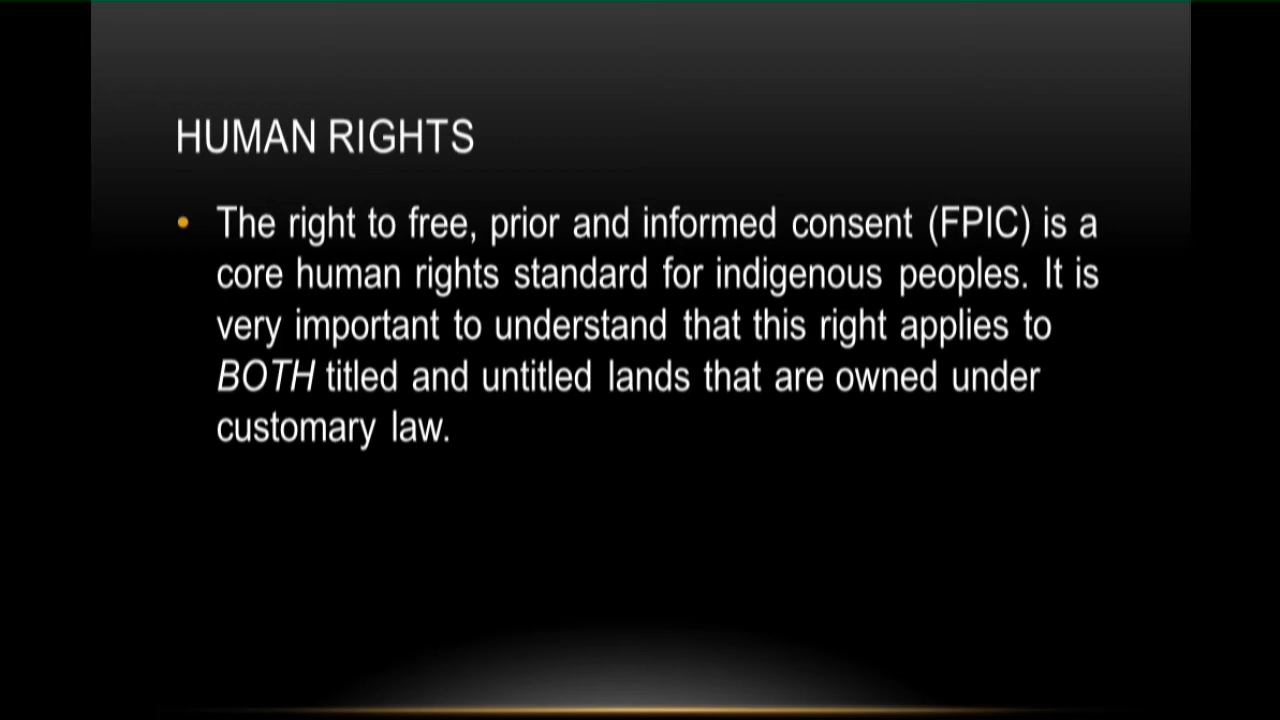 HUMAN RIGHTS
• The right to free, prior and informed consent (FPIC) is a
core human rights standard for indigenous peoples. It is
very important to understand that this right applies to
BOTH titled and untitled lands that are owned under
customary law.